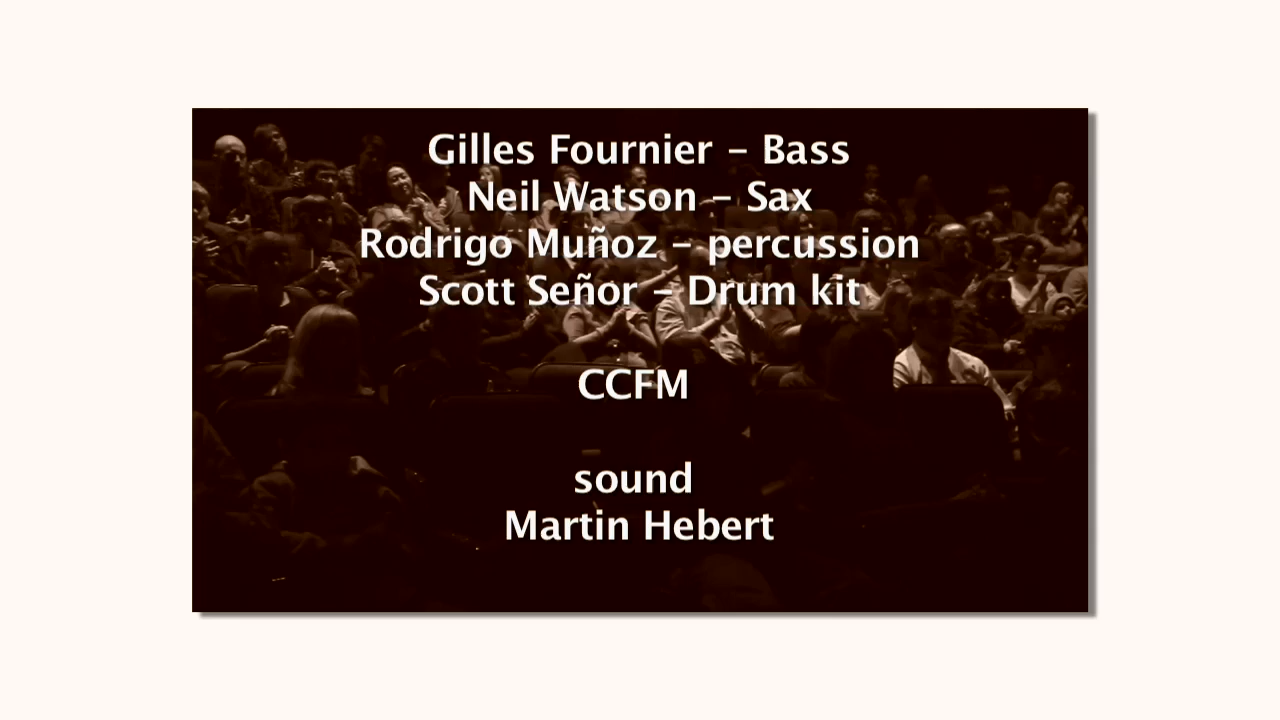 Gilles Fournier – Bass
Neil Watson – Sax
Rodrigo Muñoz – percussion
Scott Señor – Drum kit
CCFM
sound
Martin Hebert